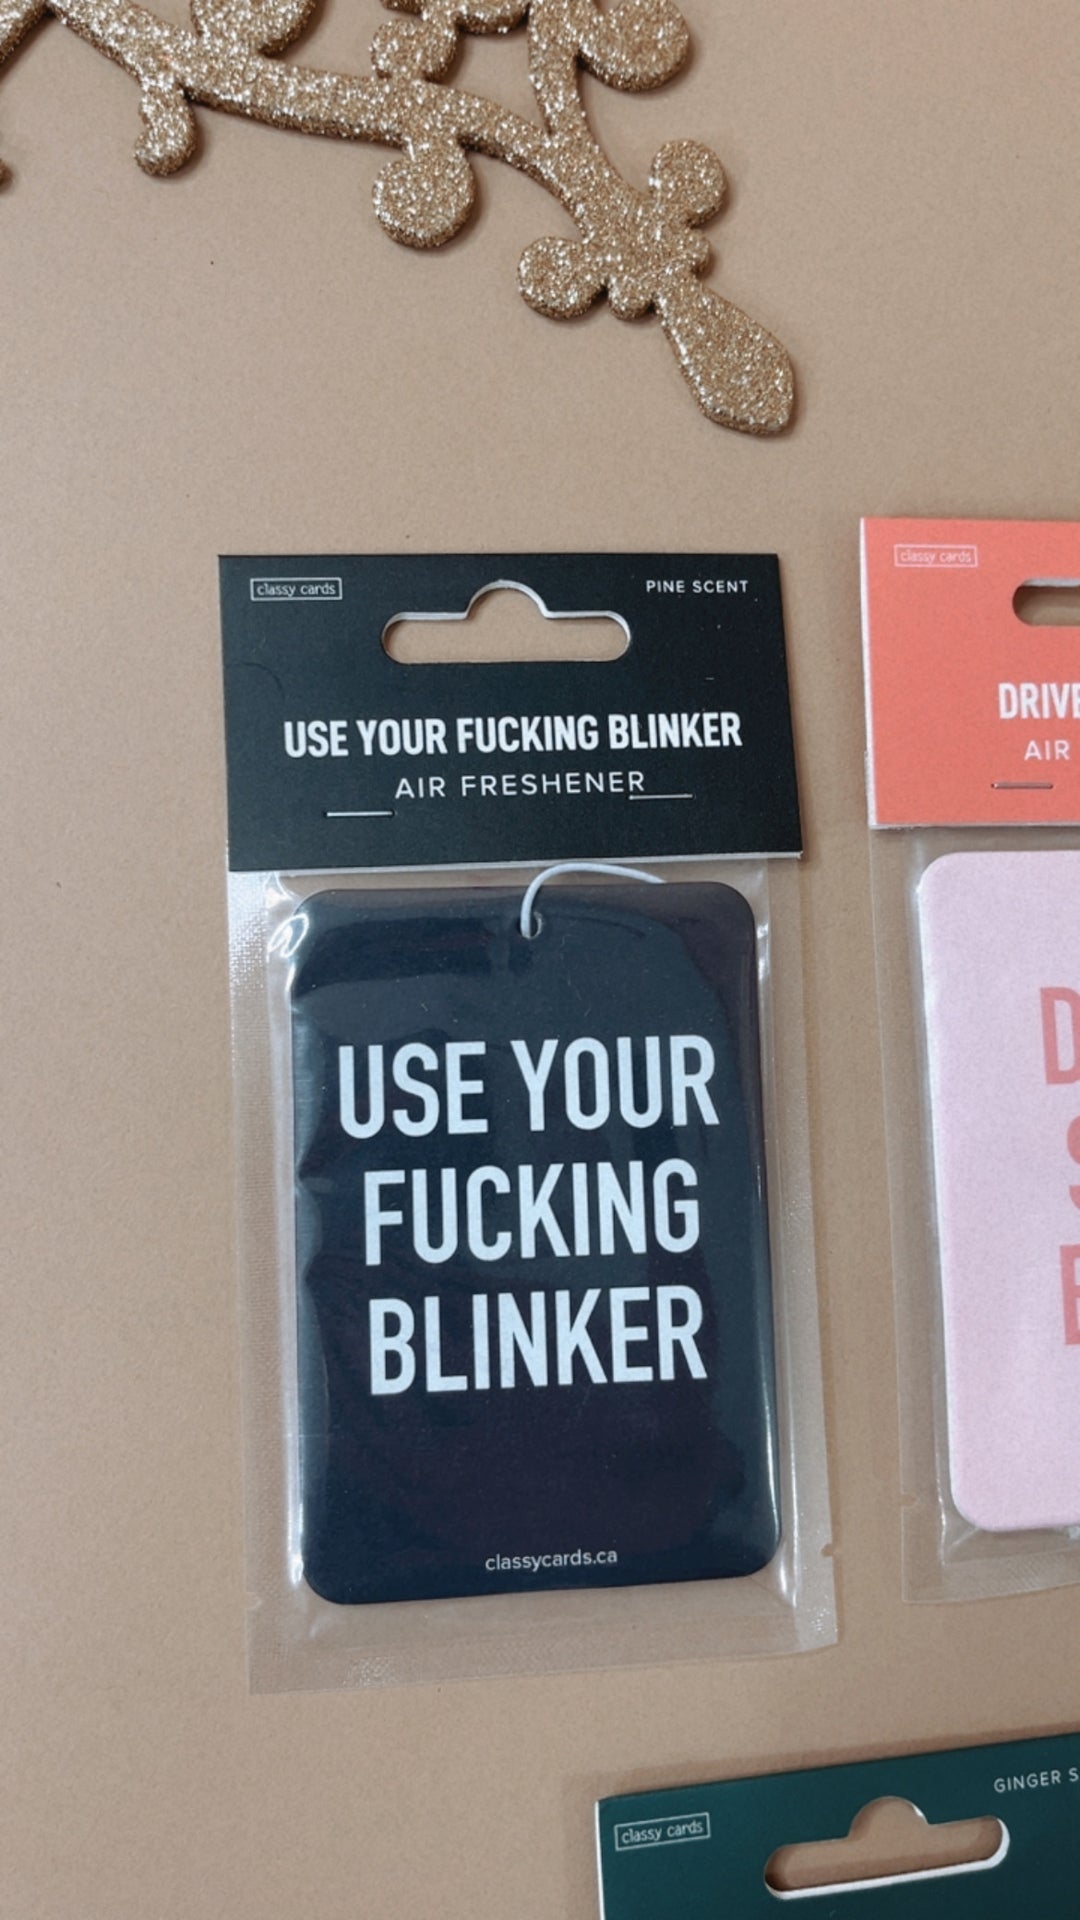 classy cards
PINE SCENT
USE YOUR FUCKING BLINKER
AIR FRESHENER
USE YOUR
FUCKING
BLINKER
classycards.ca
classy cards
DRIVE
AIR
D
classy cards
GINGER